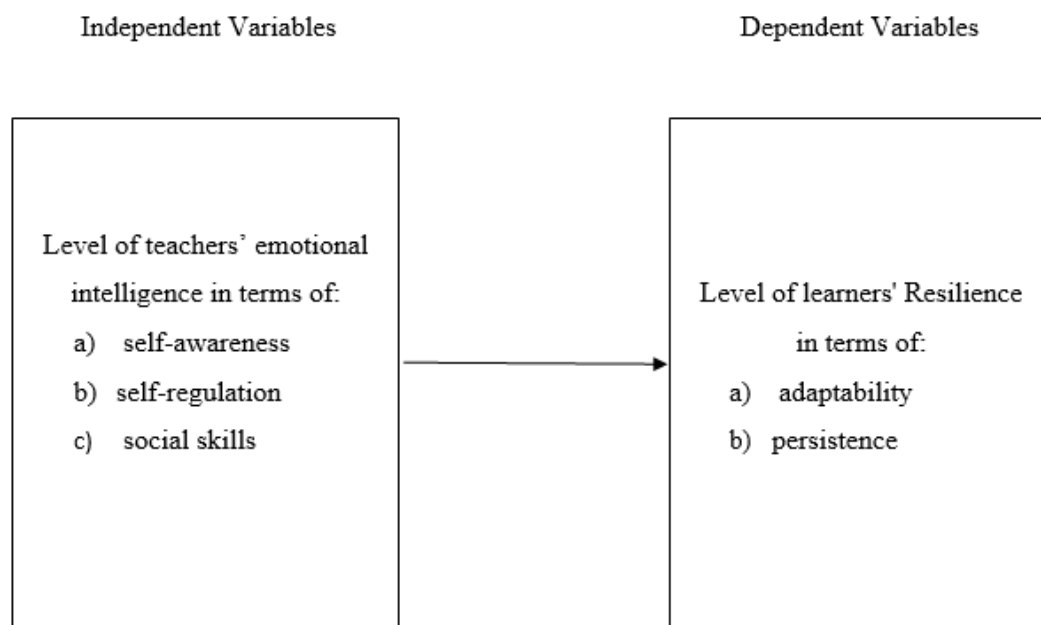 Independent Variables
Dependent Variables
Level of teachers’ emotional
intelligence in terms of:
a) self-awareness
b) self-regulation
c) social skills
Level of learners' Resilience
in terms of:
a) adaptability
b) persistence